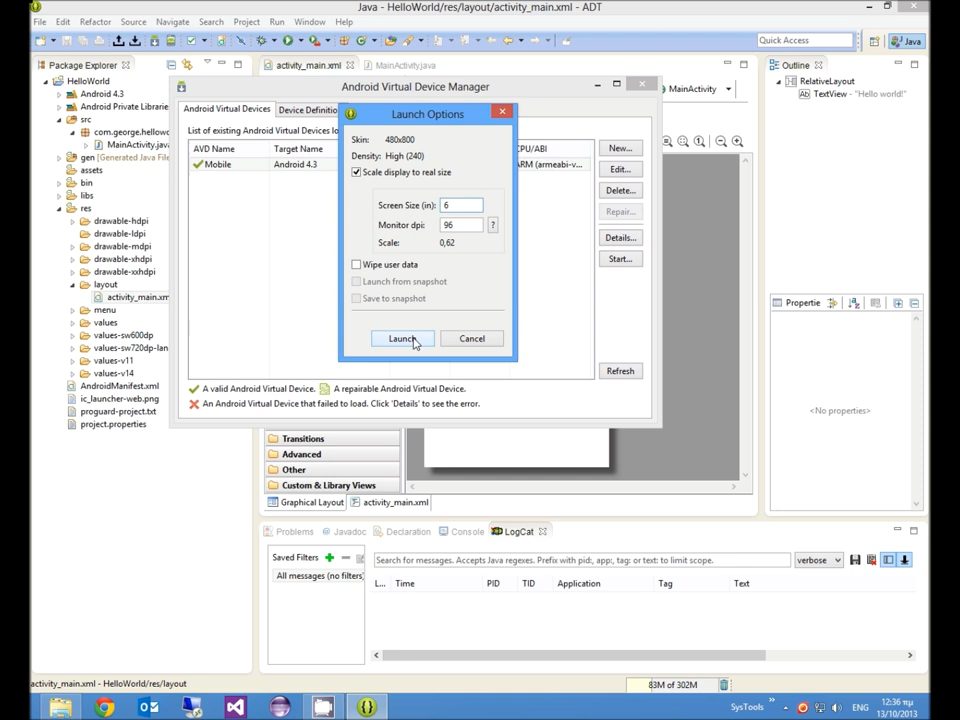 Java - HelloWorld/res/layout/activity_main.xml - ADT
File Edit Refactor Source Navigate Search Project Run Window Help
Quick Access
Java
Package Explorer
HelloWorld
Android 4.3
Android Private Librarie
src
com.george.hellow
MainActivity.java
gen [Generated Java File
assets
bin
libs
res
drawable-hdpi
drawable-ldpi
drawable-mdpi
drawable-xhdpi
drawable-xxhdpi
layout
activity_main.xm
menu
values
values-sw600dp
values-sw720dp-lan
values-v11
values-v14
AndroidManifest.xml
ic_launcher-web.png
proguard-project.txt
project.properties
activity_main.xml
MainActivity.java
MainActivity
Android Virtual Device Manager
Android Virtual Devices
Device Definitio
List of existing Android Virtual Devices lo
AVD Name
Target Name
CPU/ABI
Mobile
Android 4.3
ARM (armeabi-v...
New...
Edit...
Delete...
Repair...
Details...
Start...
Refresh
A valid Android Virtual Device.
A repairable Android Virtual Device.
An Android Virtual Device that failed to load. Click 'Details' to see the error.
Launch Options
Skin: 480x800
Density: High (240)
Scale display to real size
Screen Size (in): 6
Monitor dpi: 96 ?
Scale: 0,62
Wipe user data
Launch from snapshot
Save to snapshot
Launch
Cancel
Transitions
Advanced
Other
Custom & Library Views
Graphical Layout
activity_main.xml
Outline
RelativeLayout
TextView - "Hello world!"
Propertie
<No properties>
Problems
Javadoc
Declaration
Console
LogCat
Saved Filters
All messages (no filters)
Search for messages. Accepts Java regexes. Prefix with pid:, app:, tag: or text: to limit scope.
verbose
L... Time PID TID Application Tag Text
activity_main.xml - HelloWorld/res/layout
83M of 302M
SysTools
ENG
12:36 πμ
13/10/2013